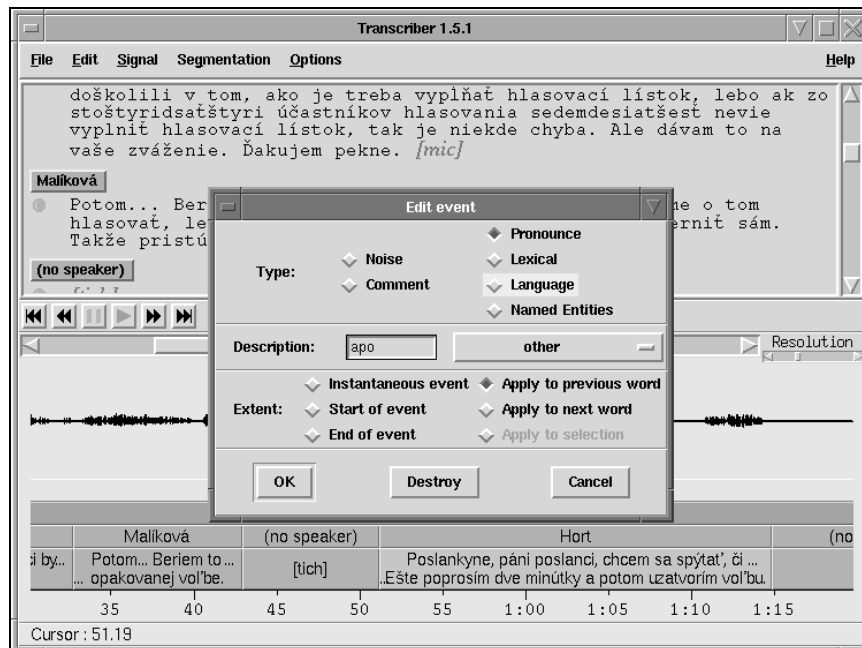 Transcriber 1.5.1
File Edit Signal Segmentation Options Help
doškolili v tom, ako je treba vypĺňať hlasovací lístok, lebo ak zo
stoštyridsaťštyri účastníkov hlasovania sedemdesiatšesť nevie
vyplniť hlasovací lístok, tak je niekde chyba. Ale dávam to na
vaše zváženie. Ďakujem pekne. [mic]
Malíková
Potom... Ber me o tom
hlasovať, le erniť sám.
Takže pristú
(no speaker)
Edit event
Type:
Noise
Comment
Pronounce
Lexical
Language
Named Entities
Description: apo other
Extent:
Instantaneous event
Start of event
End of event
Apply to previous word
Apply to next word
Apply to selection
OK Destroy Cancel
Resolution
Malíková (no speaker) Hort (no
i by... Potom... Beriem to ... [tich] Poslankyne, páni poslanci, chcem sa spýtať, či ...
... opakovanej voľbe. ..Ešte poprosím dve minútky a potom uzatvorím voľbu.
35 40 45 50 55 1:00 1:05 1:10 1:15
Cursor : 51.19